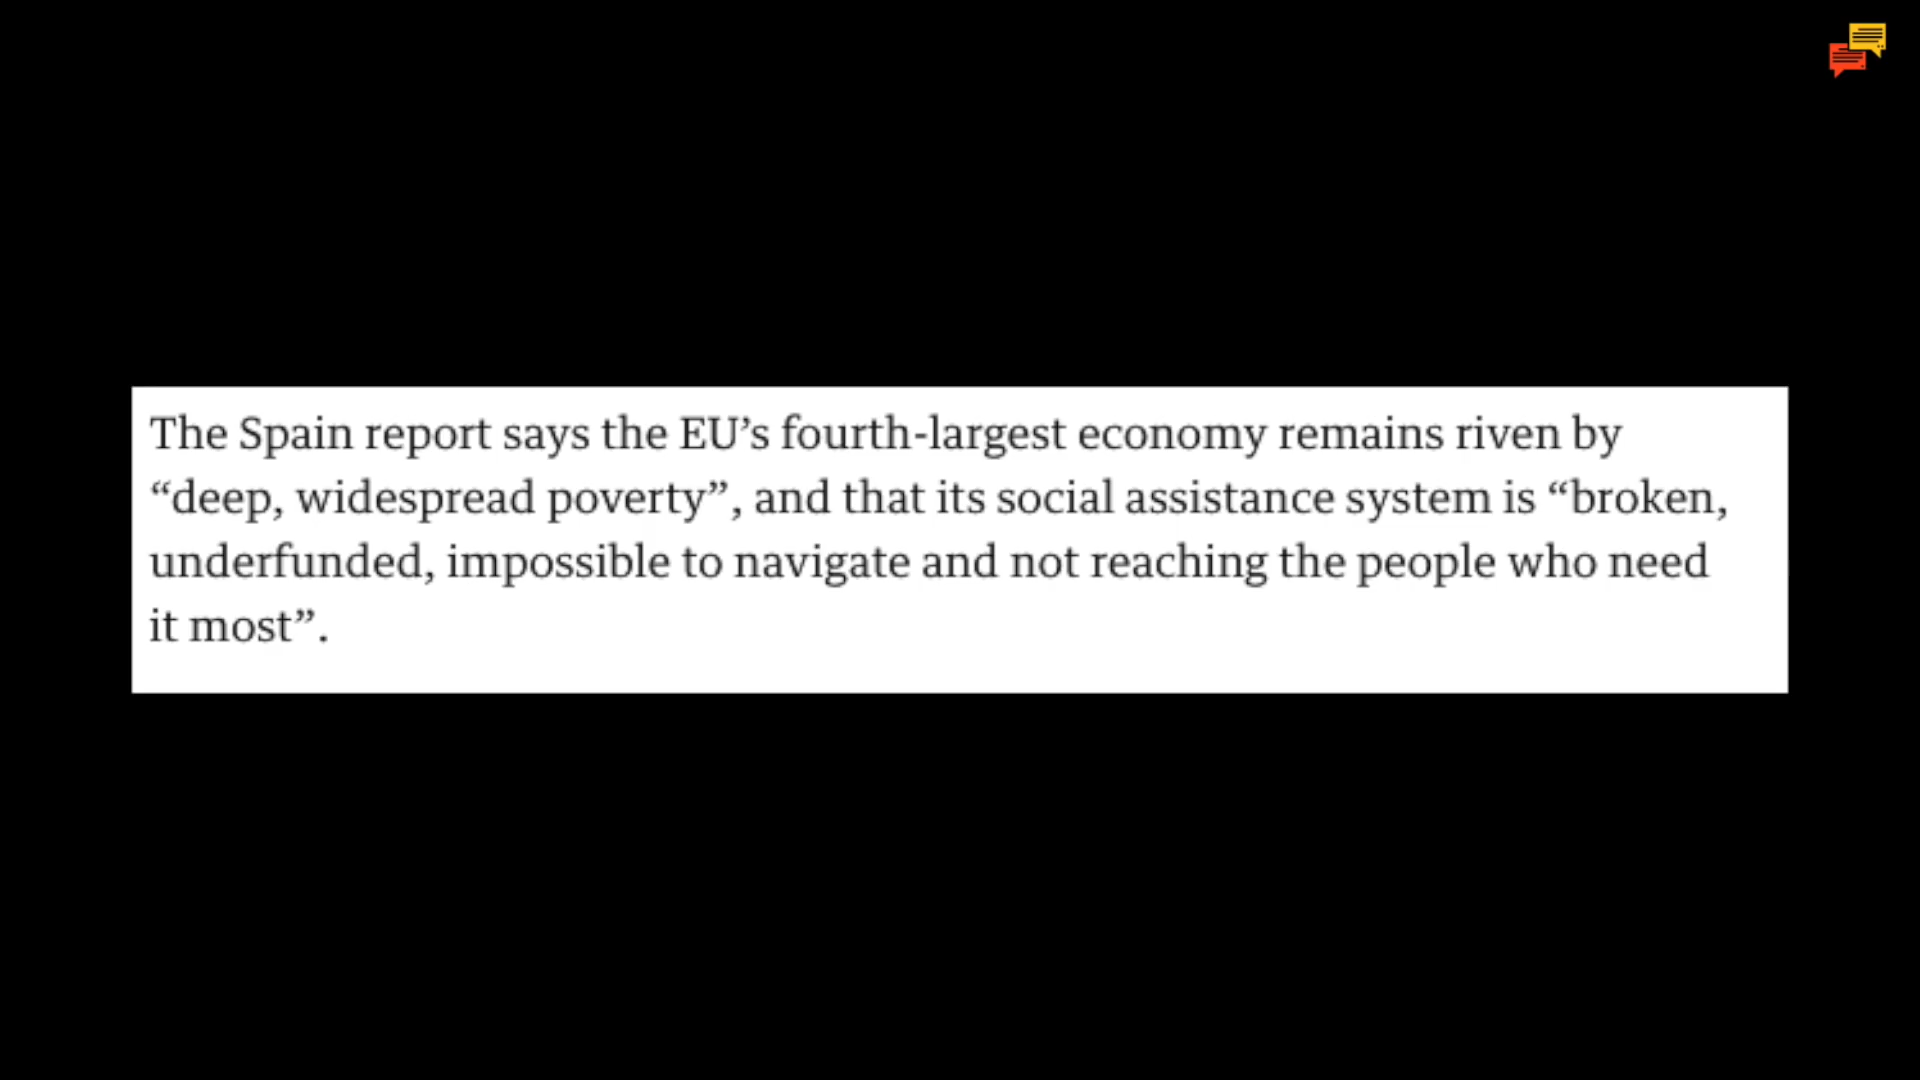 The Spain report says the EU’s fourth-largest economy remains riven by
“deep, widespread poverty”, and that its social assistance system is “broken,
underfunded, impossible to navigate and not reaching the people who need
it most”.